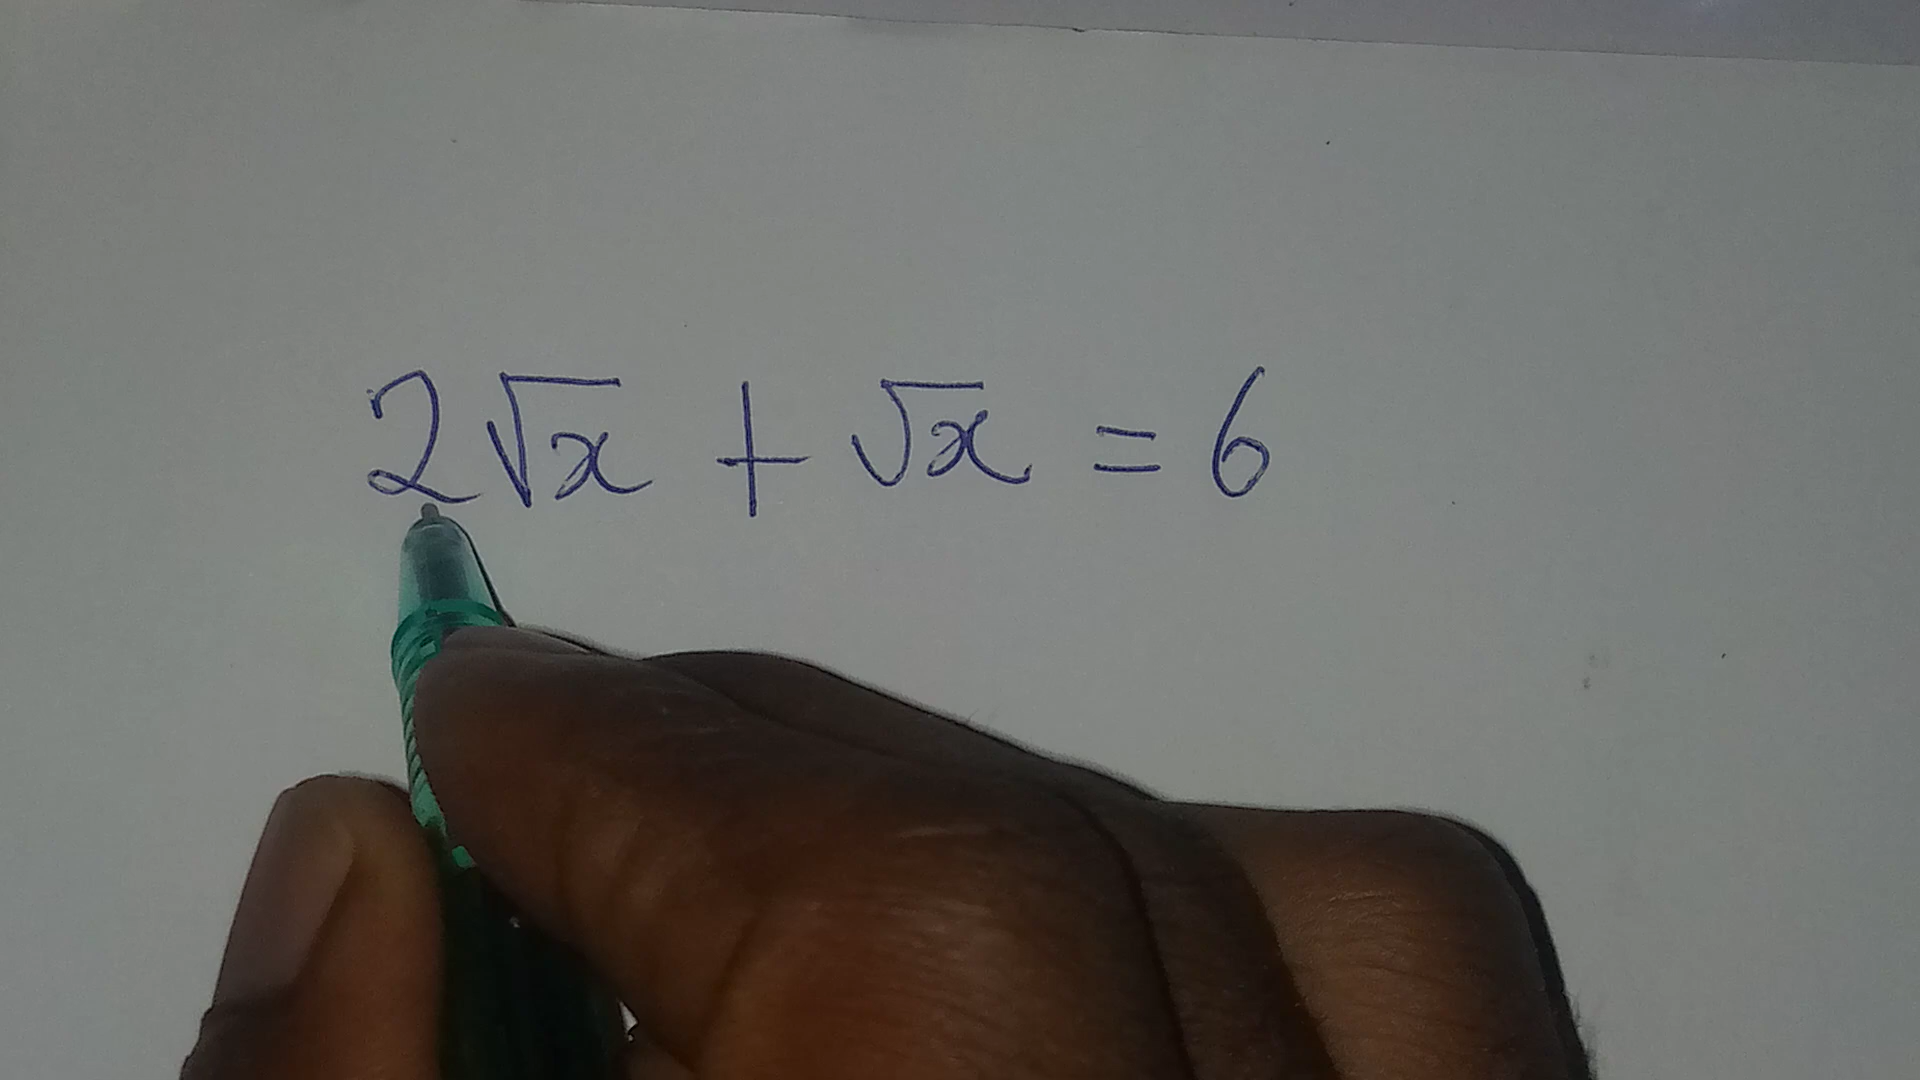 2√x + √x = 6